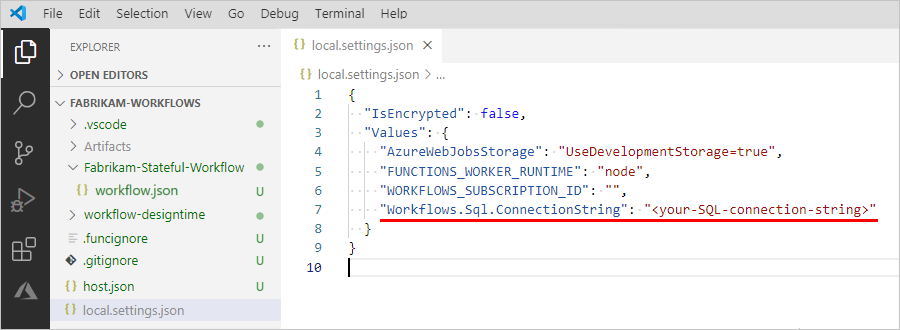 File Edit Selection View Go Debug Terminal Help
EXPLORER ...
OPEN EDITORS
FABRIKAM-WORKFLOWS
.vscode
Artifacts
Fabrikam-Stateful-Workflow
workflow.json U
workflow-designtime
.funcignore U
.gitignore U
host.json U
local.settings.json
local.settings.json
local.settings.json > ...
1 {
2 "IsEncrypted": false,
3 "Values": {
4 "AzureWebJobsStorage": "UseDevelopmentStorage=true",
5 "FUNCTIONS_WORKER_RUNTIME": "node",
6 "WORKFLOWS_SUBSCRIPTION_ID": "",
7 "Workflows.Sql.ConnectionString": "<your-SQL-connection-string>"
8 }
9 }
10